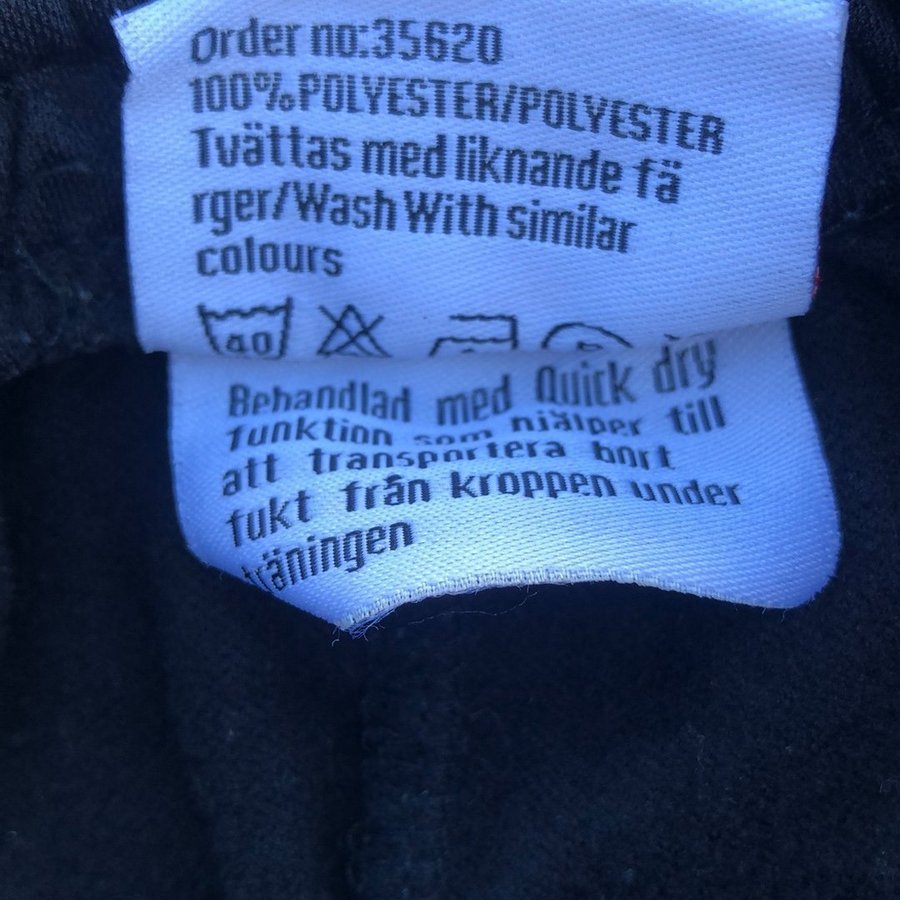 Order no:35620
100%POLYESTER/POLYESTER
Tvättas med liknande fä
rger/Wash With similar
colours
40
Behandlad med Quick dry
funktion som hjälper till
att transportera bort
fukt från kroppen under
träningen